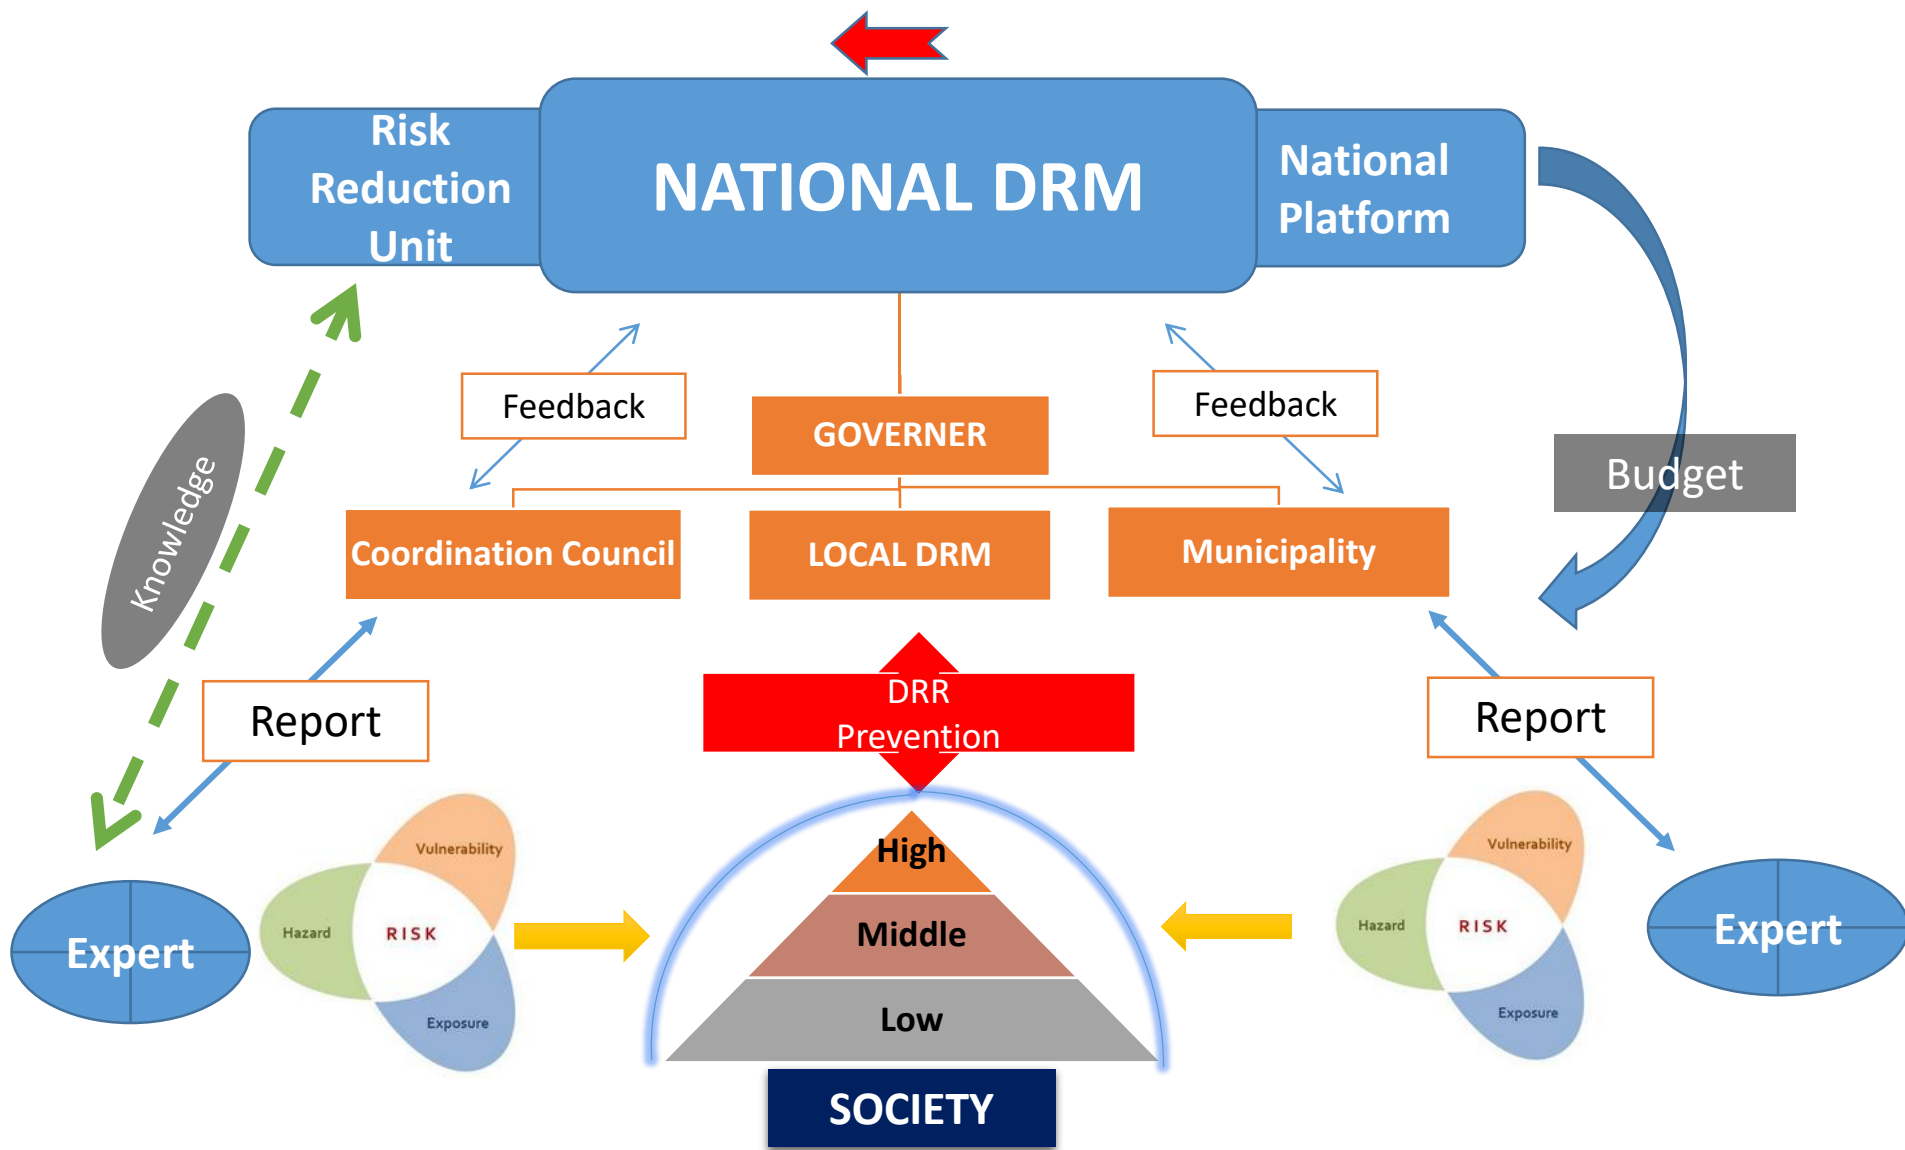 Risk
Reduction
Unit
NATIONAL DRM
National
Platform
Feedback
Feedback
GOVERNER
Knowledge
Budget
Coordination Council
LOCAL DRM
Municipality
Report
DRR
Prevention
Report
Vulnerability
Hazard
RISK
Exposure
High
Middle
Low
Vulnerability
Hazard
RISK
Exposure
Expert
Expert
SOCIETY